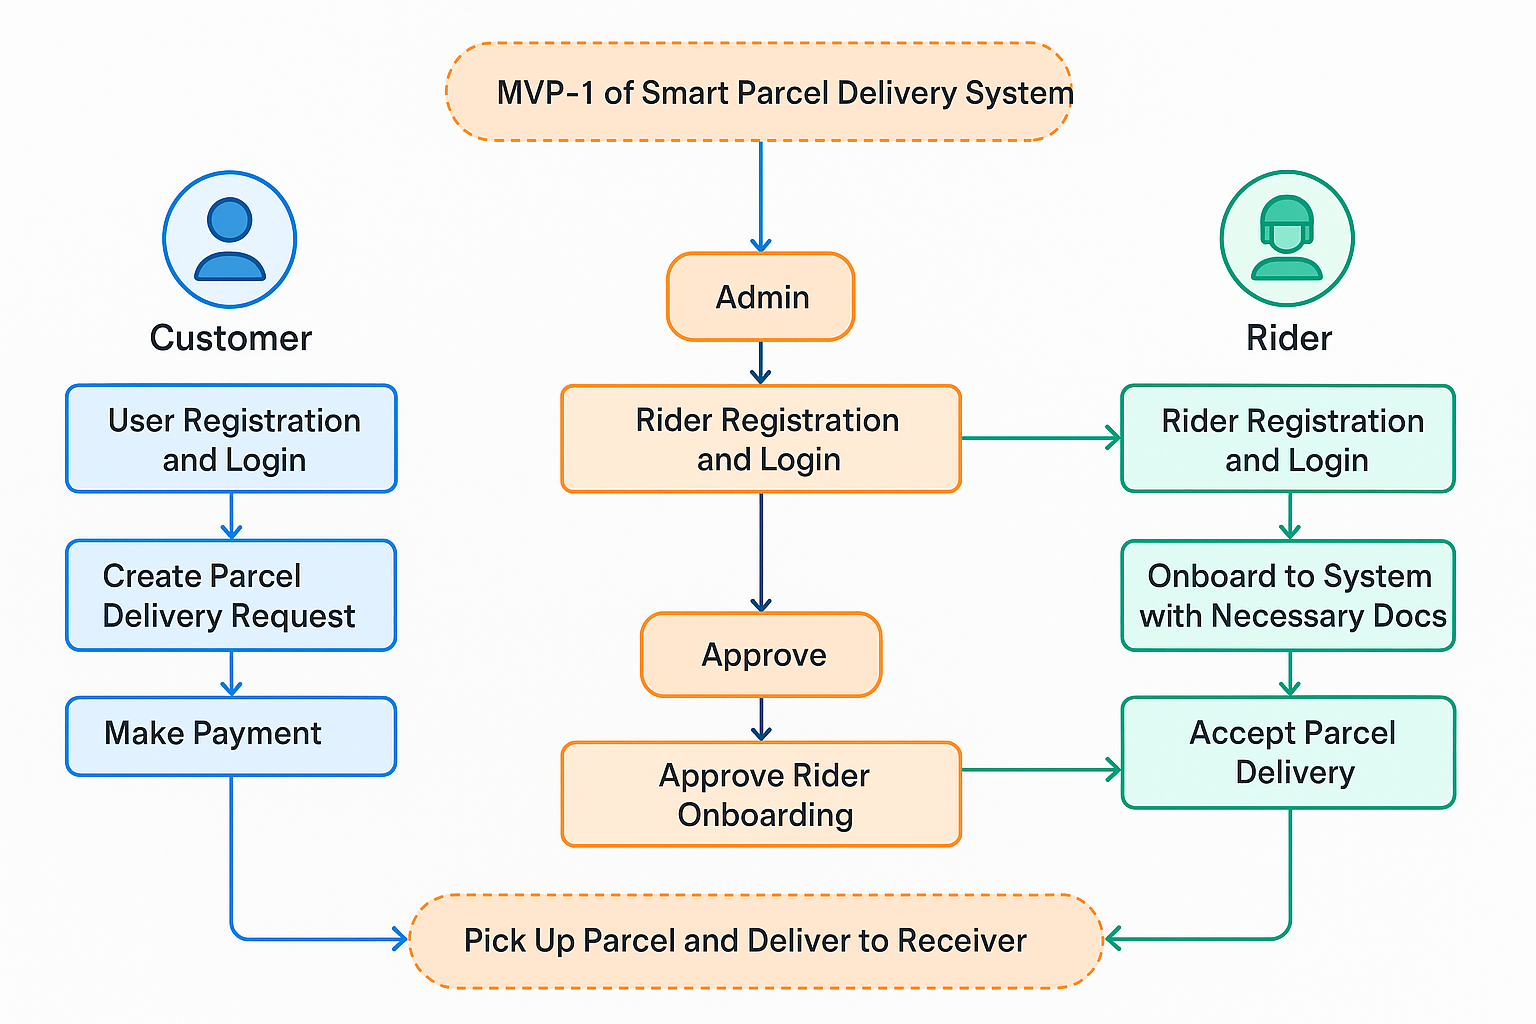 MVP-1 of Smart Parcel Delivery System
Customer
User Registration
and Login
Create Parcel
Delivery Request
Make Payment
Admin
Rider Registration
and Login
Approve
Approve Rider
Onboarding
Rider
Rider Registration
and Login
Onboard to System
with Necessary Docs
Accept Parcel
Delivery
Pick Up Parcel and Deliver to Receiver